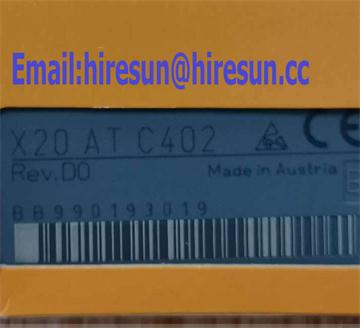 Email:hiresun@hiresun.cc
X20 AT C402
Rev.D0
Made in Austria
BB990193019